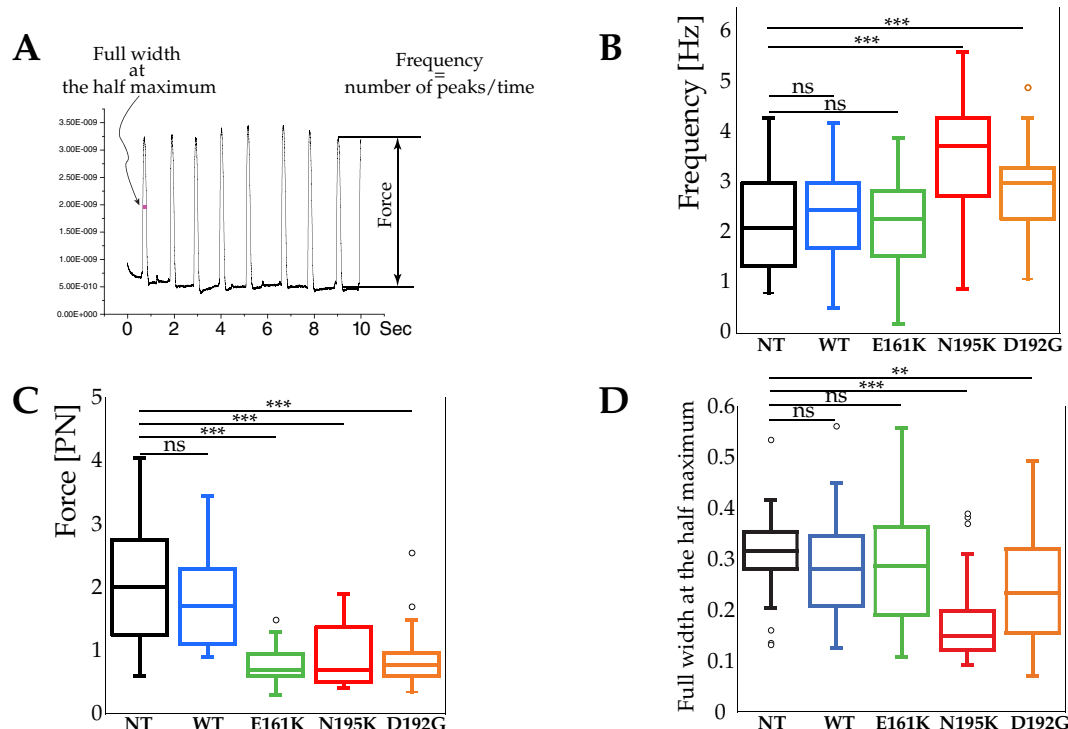 A
Full width
at
the half maximum
Frequency
=
number of peaks/time
3.50E-009
3.00E-009
2.50E-009
2.00E-009
1.50E-009
1.00E-009
5.00E-010
0.00E+000
Force
0 2 4 6 8 10 Sec
B
Frequency [Hz]
6
5
4
3
2
1
0
***
***
ns
ns
NT WT E161K N195K D192G
C
Force [PN]
5
4
3
2
1
0
***
***
***
ns
NT WT E161K N195K D192G
D
Full width at the half maximum
0.6
0.5
0.4
0.3
0.2
0.1
0
**
***
ns
ns
NT WT E161K N195K D192G